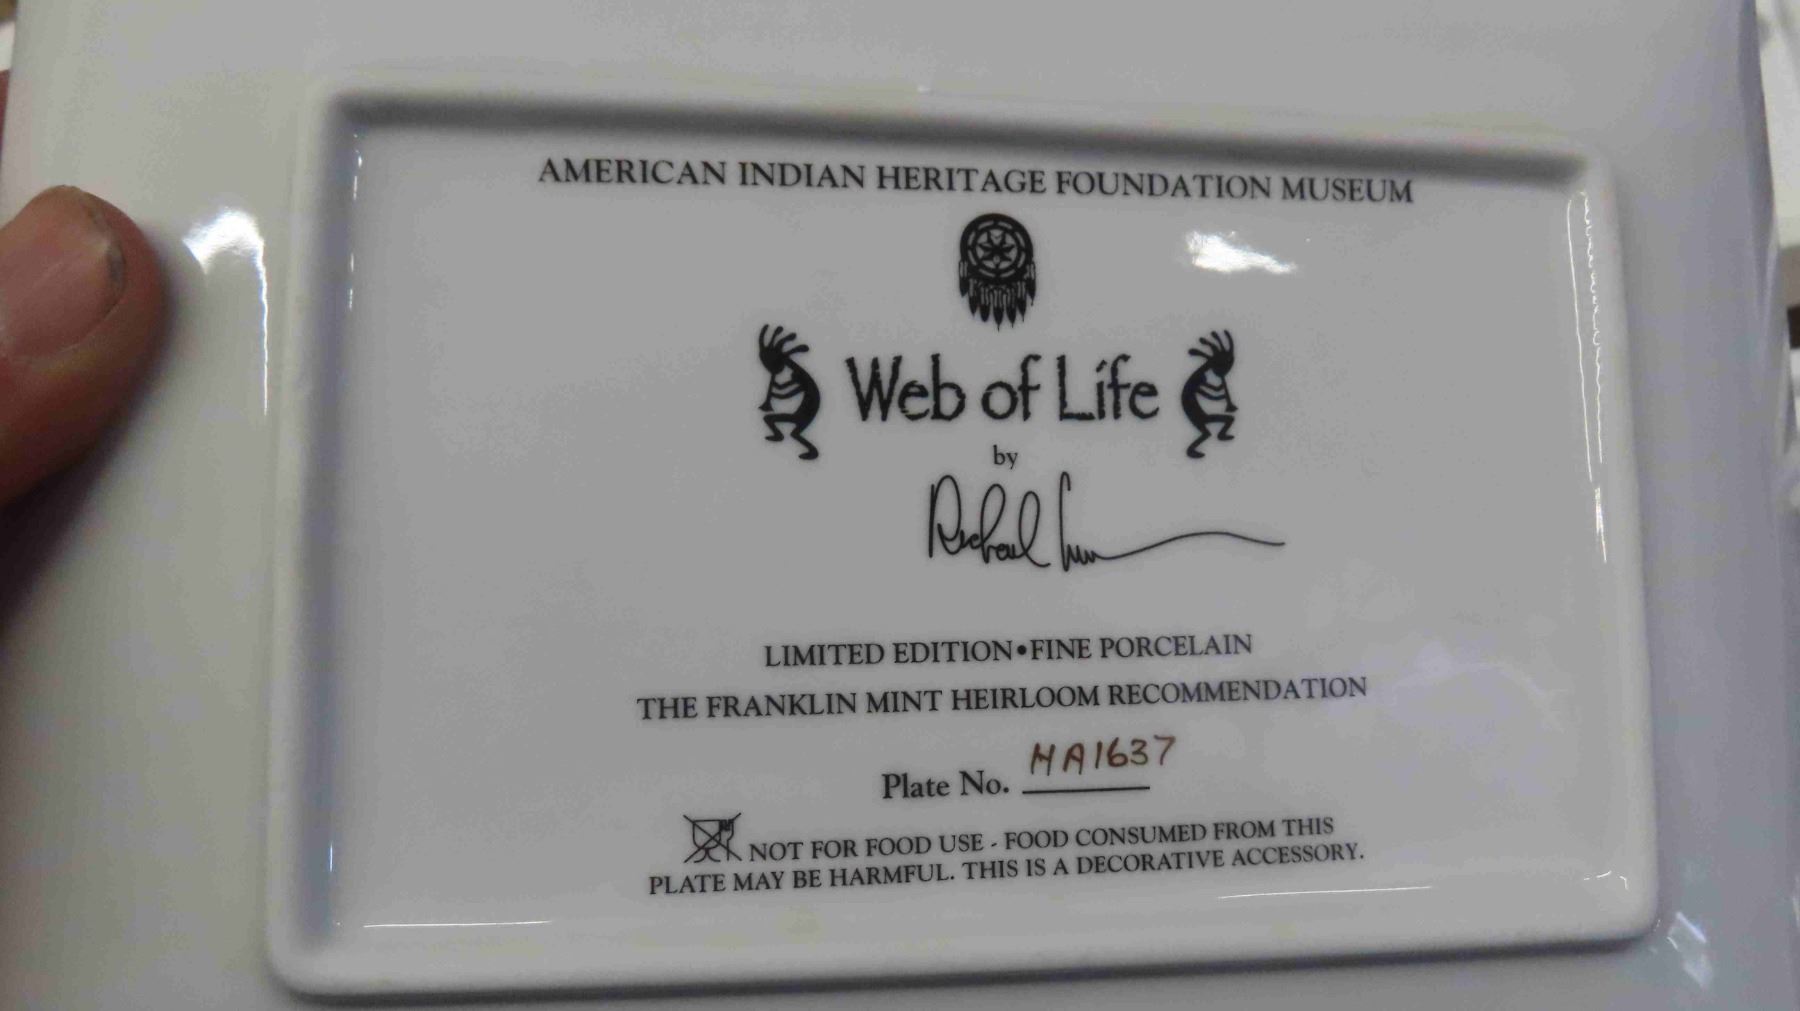 AMERICAN INDIAN HERITAGE FOUNDATION MUSEUM
Web of Life
by
LIMITED EDITION•FINE PORCELAIN
THE FRANKLIN MINT HEIRLOOM RECOMMENDATION
Plate No. HA1637
NOT FOR FOOD USE - FOOD CONSUMED FROM THIS
PLATE MAY BE HARMFUL. THIS IS A DECORATIVE ACCESSORY.